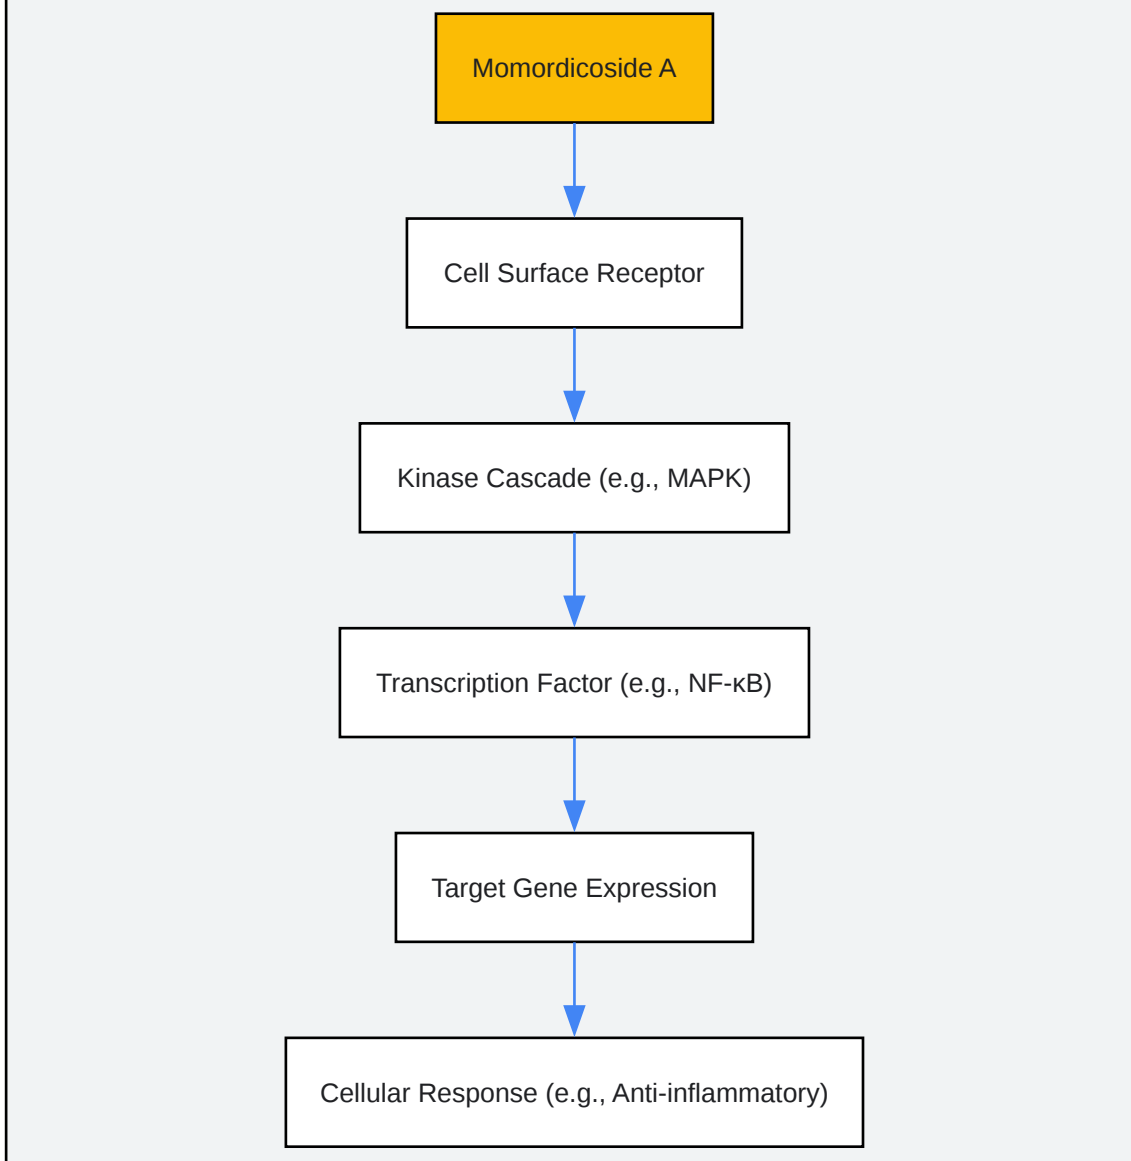 Momordicoside A
Cell Surface Receptor
Kinase Cascade (e.g., MAPK)
Transcription Factor (e.g., NF-κB)
Target Gene Expression
Cellular Response (e.g., Anti-inflammatory)